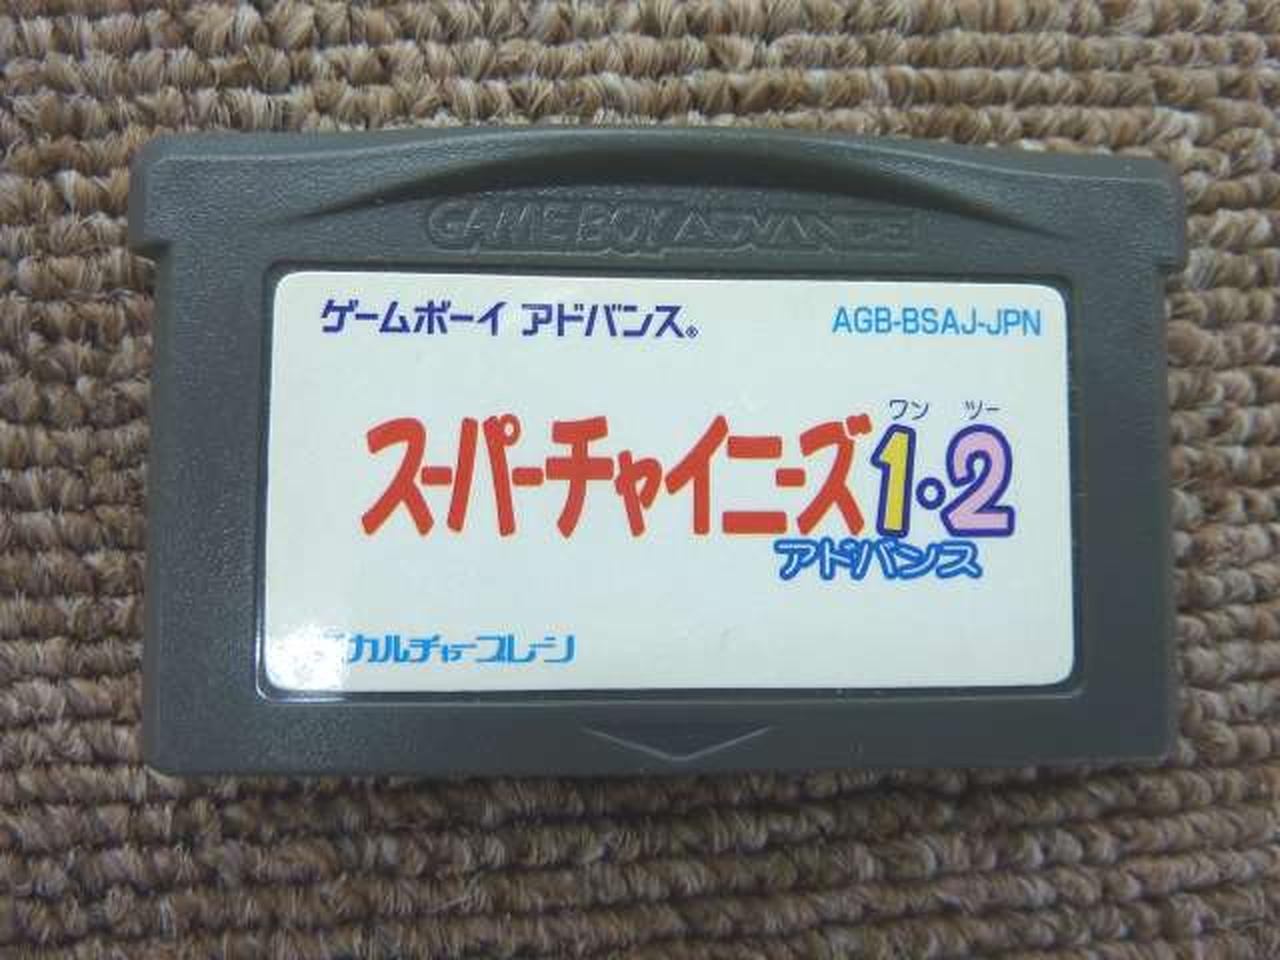 GAME BOY ADVANCE
ゲームボーイ アドバンス®
AGB-BSAJ-JPN
ワン ツー
スーパーチャイニーズ1・2
アドバンス
カルチャーブレーン